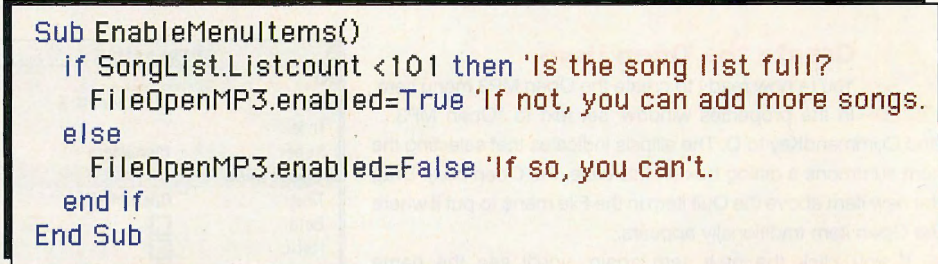 Sub EnableMenuItems()
if SongList.Listcount <101 then 'Is the song list full?
FileOpenMP3.enabled=True 'If not, you can add more songs.
else
FileOpenMP3.enabled=False 'If so, you can't.
end if
End Sub